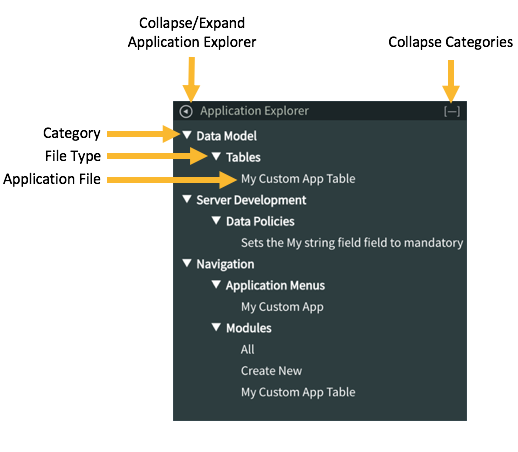 Collapse/Expand
Application Explorer
Collapse Categories
Application Explorer [—]
Category
Data Model
File Type
Tables
Application File
My Custom App Table
Server Development
Data Policies
Sets the My string field field to mandatory
Navigation
Application Menus
My Custom App
Modules
All
Create New
My Custom App Table